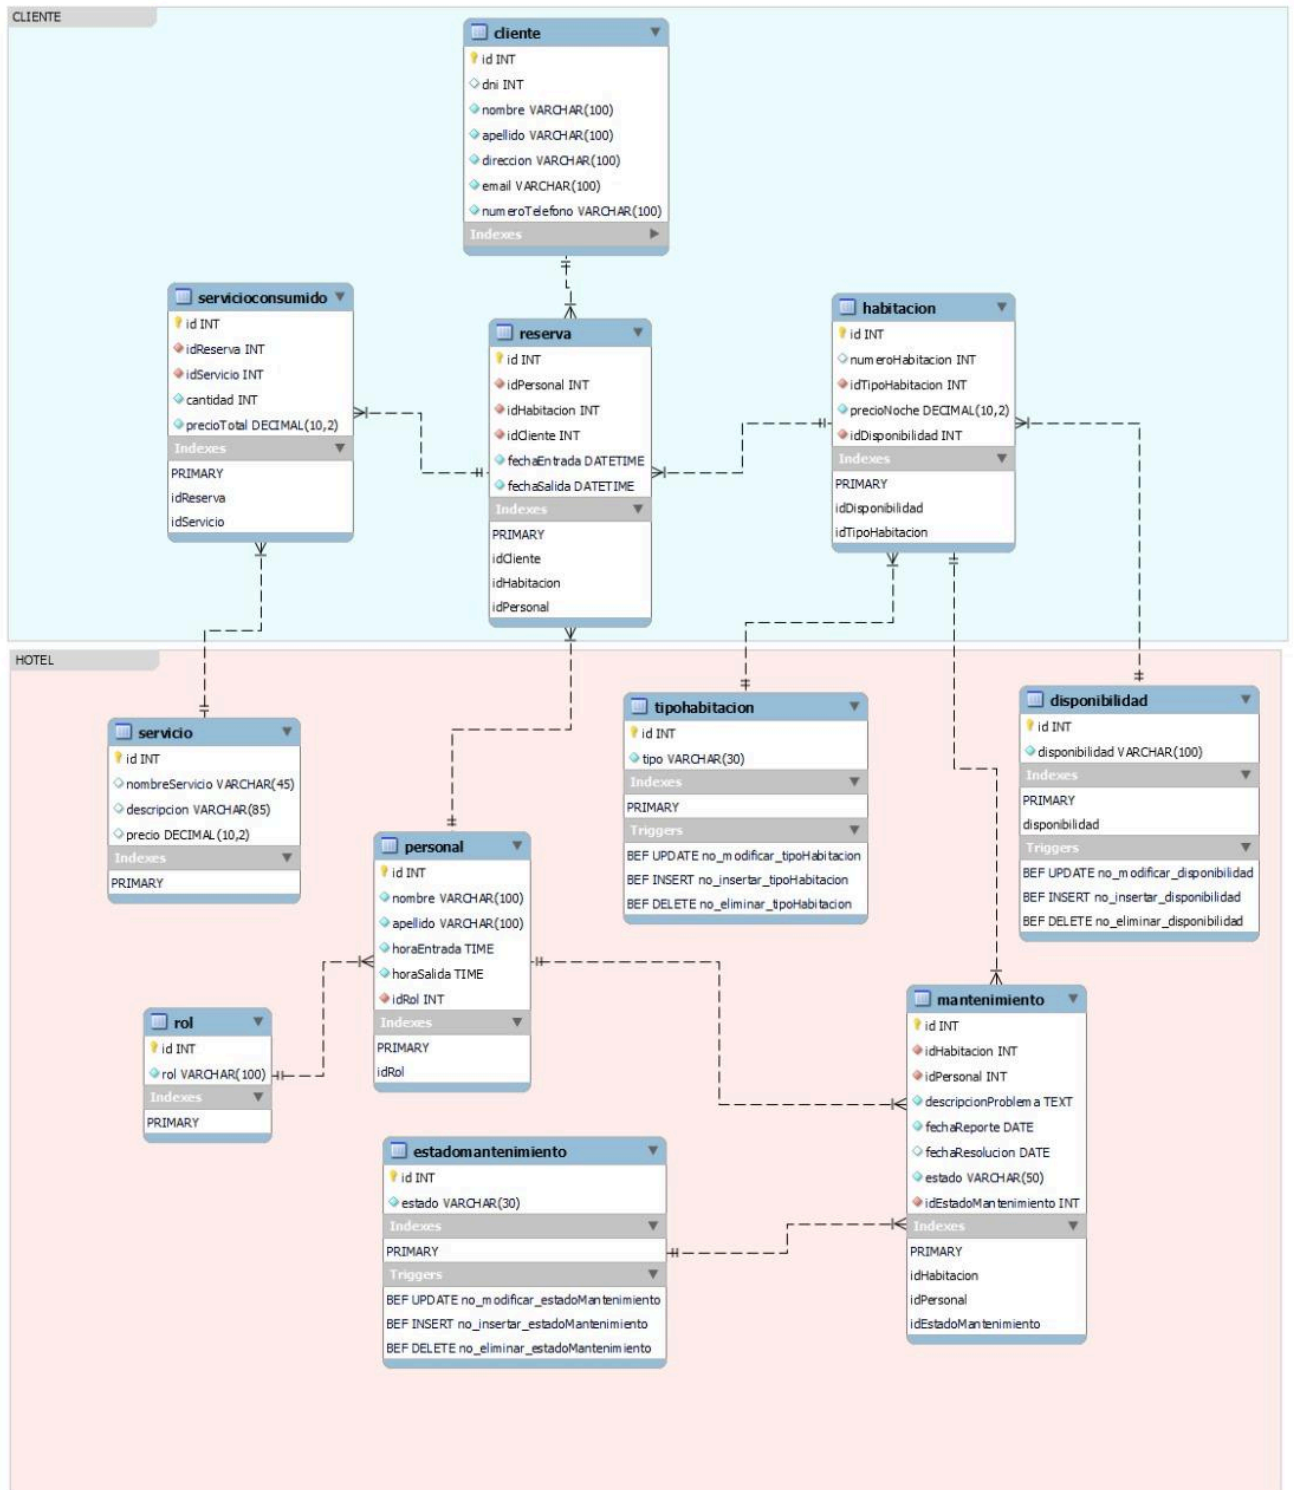 CLIENTE
cliente
id INT
dni INT
nombre VARCHAR(100)
apellido VARCHAR(100)
direccion VARCHAR(100)
email VARCHAR(100)
numeroTelefono VARCHAR(100)
Indexes
servicioconsumido
id INT
idReserva INT
idServicio INT
cantidad INT
precioTotal DECIMAL(10,2)
Indexes
PRIMARY
idReserva
idServicio
reserva
id INT
idPersonal INT
idHabitacion INT
idCliente INT
fechaEntrada DATETIME
fechaSalida DATETIME
Indexes
PRIMARY
idCliente
idHabitacion
idPersonal
habitacion
id INT
numeroHabitacion INT
idTipoHabitacion INT
precioNoche DECIMAL(10,2)
idDisponibilidad INT
Indexes
PRIMARY
idDisponibilidad
idTipoHabitacion
HOTEL
servicio
id INT
nombreServicio VARCHAR(45)
descripcion VARCHAR(85)
precio DECIMAL(10,2)
Indexes
PRIMARY
personal
id INT
nombre VARCHAR(100)
apellido VARCHAR(100)
horaEntrada TIME
horaSalida TIME
idRol INT
Indexes
PRIMARY
idRol
tipohabitacion
id INT
tipo VARCHAR(30)
Indexes
PRIMARY
Triggers
BEF UPDATE no_modificar_tipoHabitacion
BEF INSERT no_insertar_tipoHabitacion
BEF DELETE no_eliminar_tipoHabitacion
disponibilidad
id INT
disponibilidad VARCHAR(100)
Indexes
PRIMARY
disponibilidad
Triggers
BEF UPDATE no_modificar_disponibilidad
BEF INSERT no_insertar_disponibilidad
BEF DELETE no_eliminar_disponibilidad
rol
id INT
rol VARCHAR(100)
Indexes
PRIMARY
estadomantenimiento
id INT
estado VARCHAR(30)
Indexes
PRIMARY
Triggers
BEF UPDATE no_modificar_estadoMantenimiento
BEF INSERT no_insertar_estadoMantenimiento
BEF DELETE no_eliminar_estadoMantenimiento
mantenimiento
id INT
idHabitacion INT
idPersonal INT
descripcionProblema TEXT
fechaReporte DATE
fechaResolucion DATE
estado VARCHAR(50)
idEstadoMantenimiento INT
Indexes
PRIMARY
idHabitacion
idPersonal
idEstadoMantenimiento